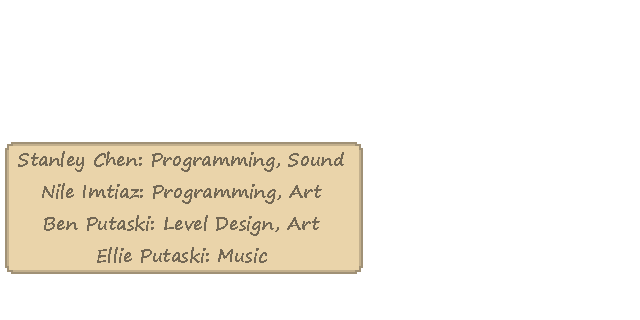 Stanley Chen: Programming, Sound
Nile Imtiaz: Programming, Art
Ben Putaski: Level Design, Art
Ellie Putaski: Music